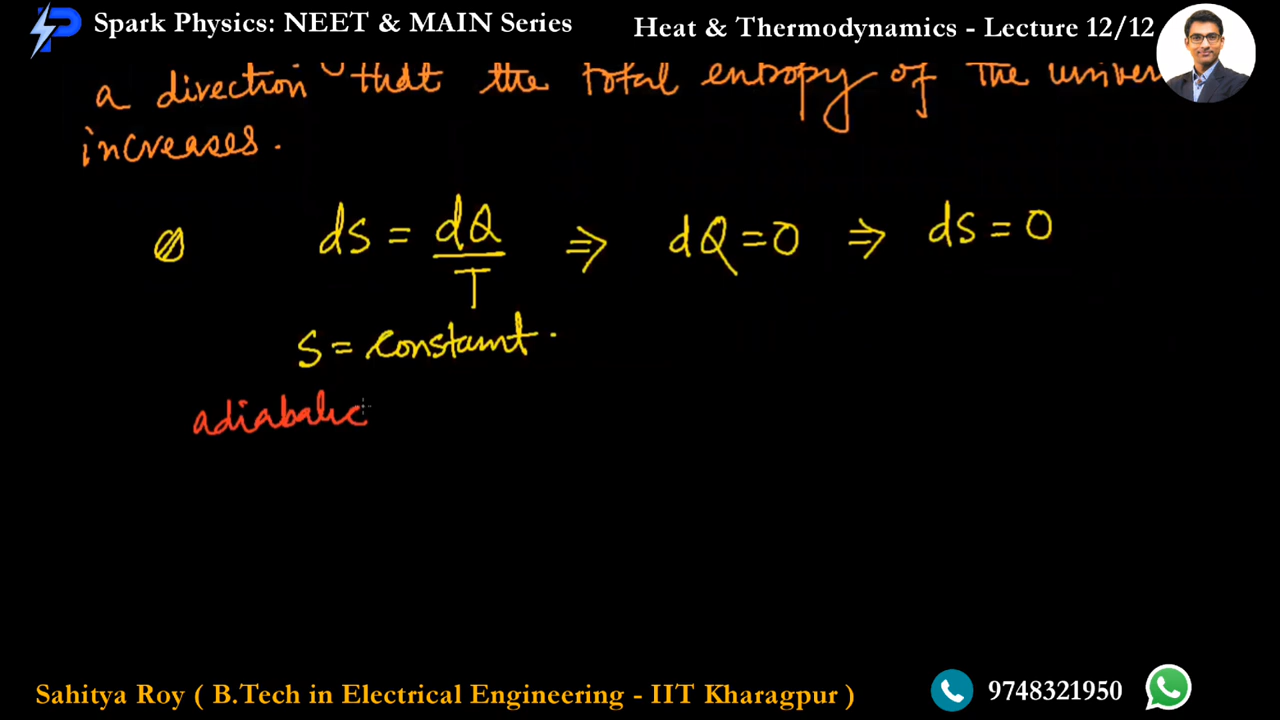 Spark Physics: NEET & MAIN Series
Heat & Thermodynamics - Lecture 12/12
a direction that the total entropy of the univer
increases.
dS = dQ/T ⇒ dQ = 0 ⇒ dS = 0
S = constant.
adiabatic
Sahitya Roy ( B.Tech in Electrical Engineering - IIT Kharagpur )
9748321950